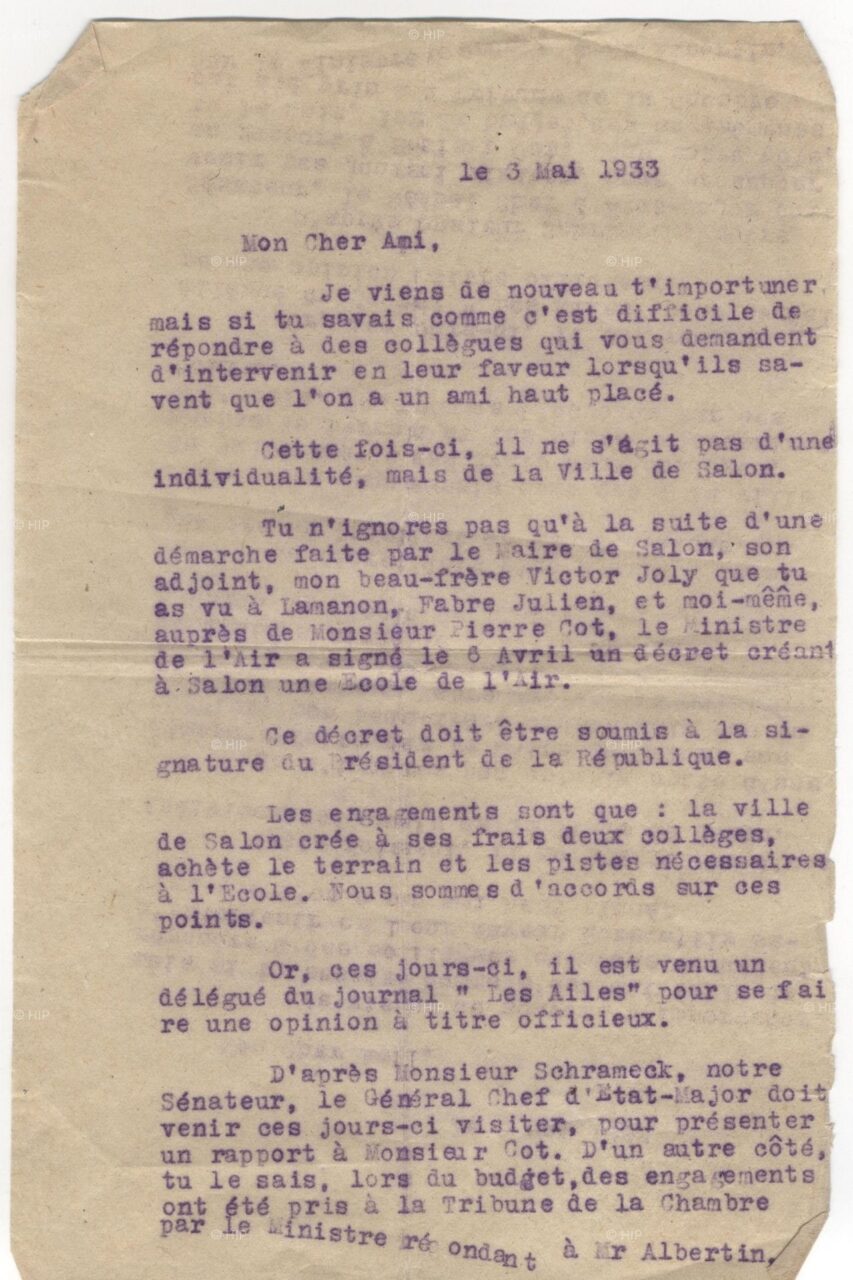 le 3 Mai 1933
Mon Cher Ami,
Je viens de nouveau t'importuner
mais si tu savais comme c'est difficile de
répondre à des collègues qui vous demandent
d'intervenir en leur faveur lorsqu'ils sa-
vent que l'on a un ami haut placé.
Cette fois-ci, il ne s'agit pas d'une
individualité, mais de la Ville de Salon.
Tu n'ignores pas qu'à la suite d'une
démarche faite par le Maire de Salon, son
adjoint, mon beau-frère Victor Joly que tu
as vu à Lamanon, Fabre Julien, et moi-même,
auprès de Monsieur Pierre Cot, le Ministre
de l'Air a signé le 6 Avril un décret créant
à Salon une Ecole de l'Air.
Ce décret doit être soumis à la si-
gnature du Président de la République.
Les engagements sont que : la ville
de Salon crée à ses frais deux collèges,
achète le terrain et les pistes nécessaires
à l'Ecole. Nous sommes d'accords sur ces
points.
Or, ces jours-ci, il est venu un
délégué du journal " Les Ailes" pour se fai
re une opinion à titre officieux.
D'après Monsieur Schrameck, notre
Sénateur, le Général Chef d'Etat-Major doit
venir ces jours-ci visiter, pour présenter
un rapport à Monsieur Cot. D'un autre côté,
tu le sais, lors du budget,des engagements
ont été pris à la Tribune de la Chambre
par le Ministre répondant à Mr Albertin.
© HIP